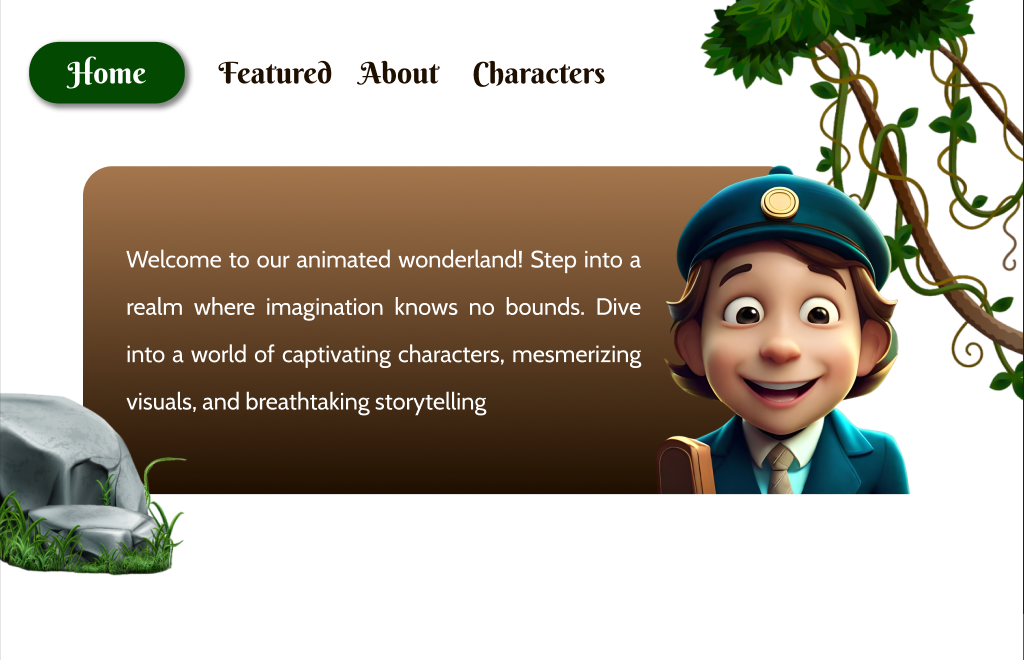 Home Featured About Characters
Welcome to our animated wonderland! Step into a
realm where imagination knows no bounds. Dive
into a world of captivating characters, mesmerizing
visuals, and breathtaking storytelling